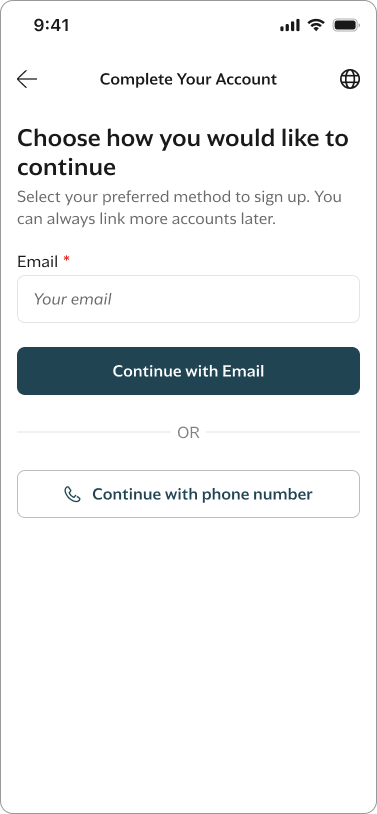 9:41
Complete Your Account
Choose how you would like to
continue
Select your preferred method to sign up. You
can always link more accounts later.
Email *
Your email
Continue with Email
OR
Continue with phone number